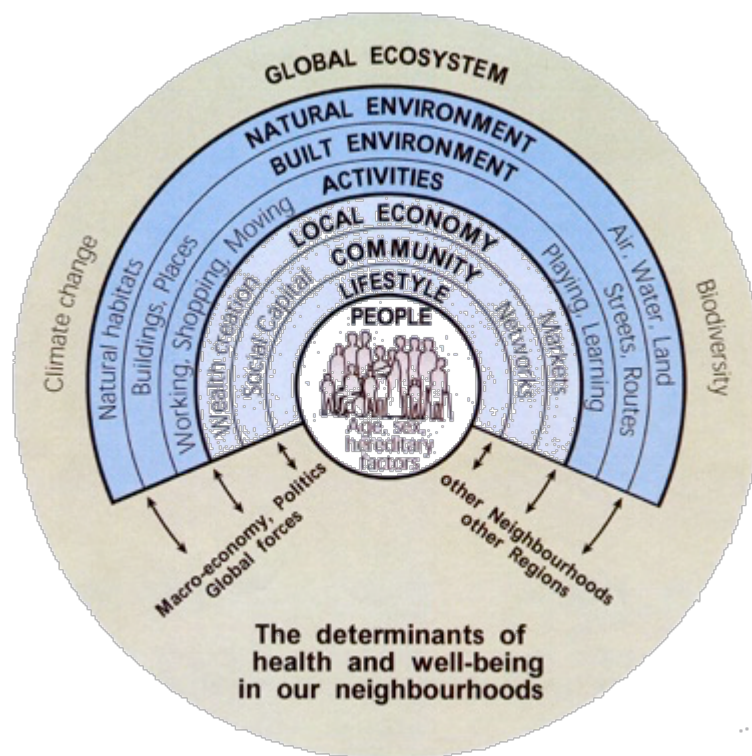 GLOBAL ECOSYSTEM
NATURAL ENVIRONMENT
BUILT ENVIRONMENT
ACTIVITIES
LOCAL ECONOMY
COMMUNITY
LIFESTYLE
PEOPLE
Age, sex,
hereditary
factors
Climate change
Natural habitats
Buildings, Places
Working, Shopping, Moving
Wealth creation
Social Capital
Networks
Markets
Playing, Learning
Streets, Routes
Air, Water, Land
Biodiversity
Macro-economy, Politics
Global forces
other Neighbourhoods
other Regions
The determinants of
health and well-being
in our neighbourhoods